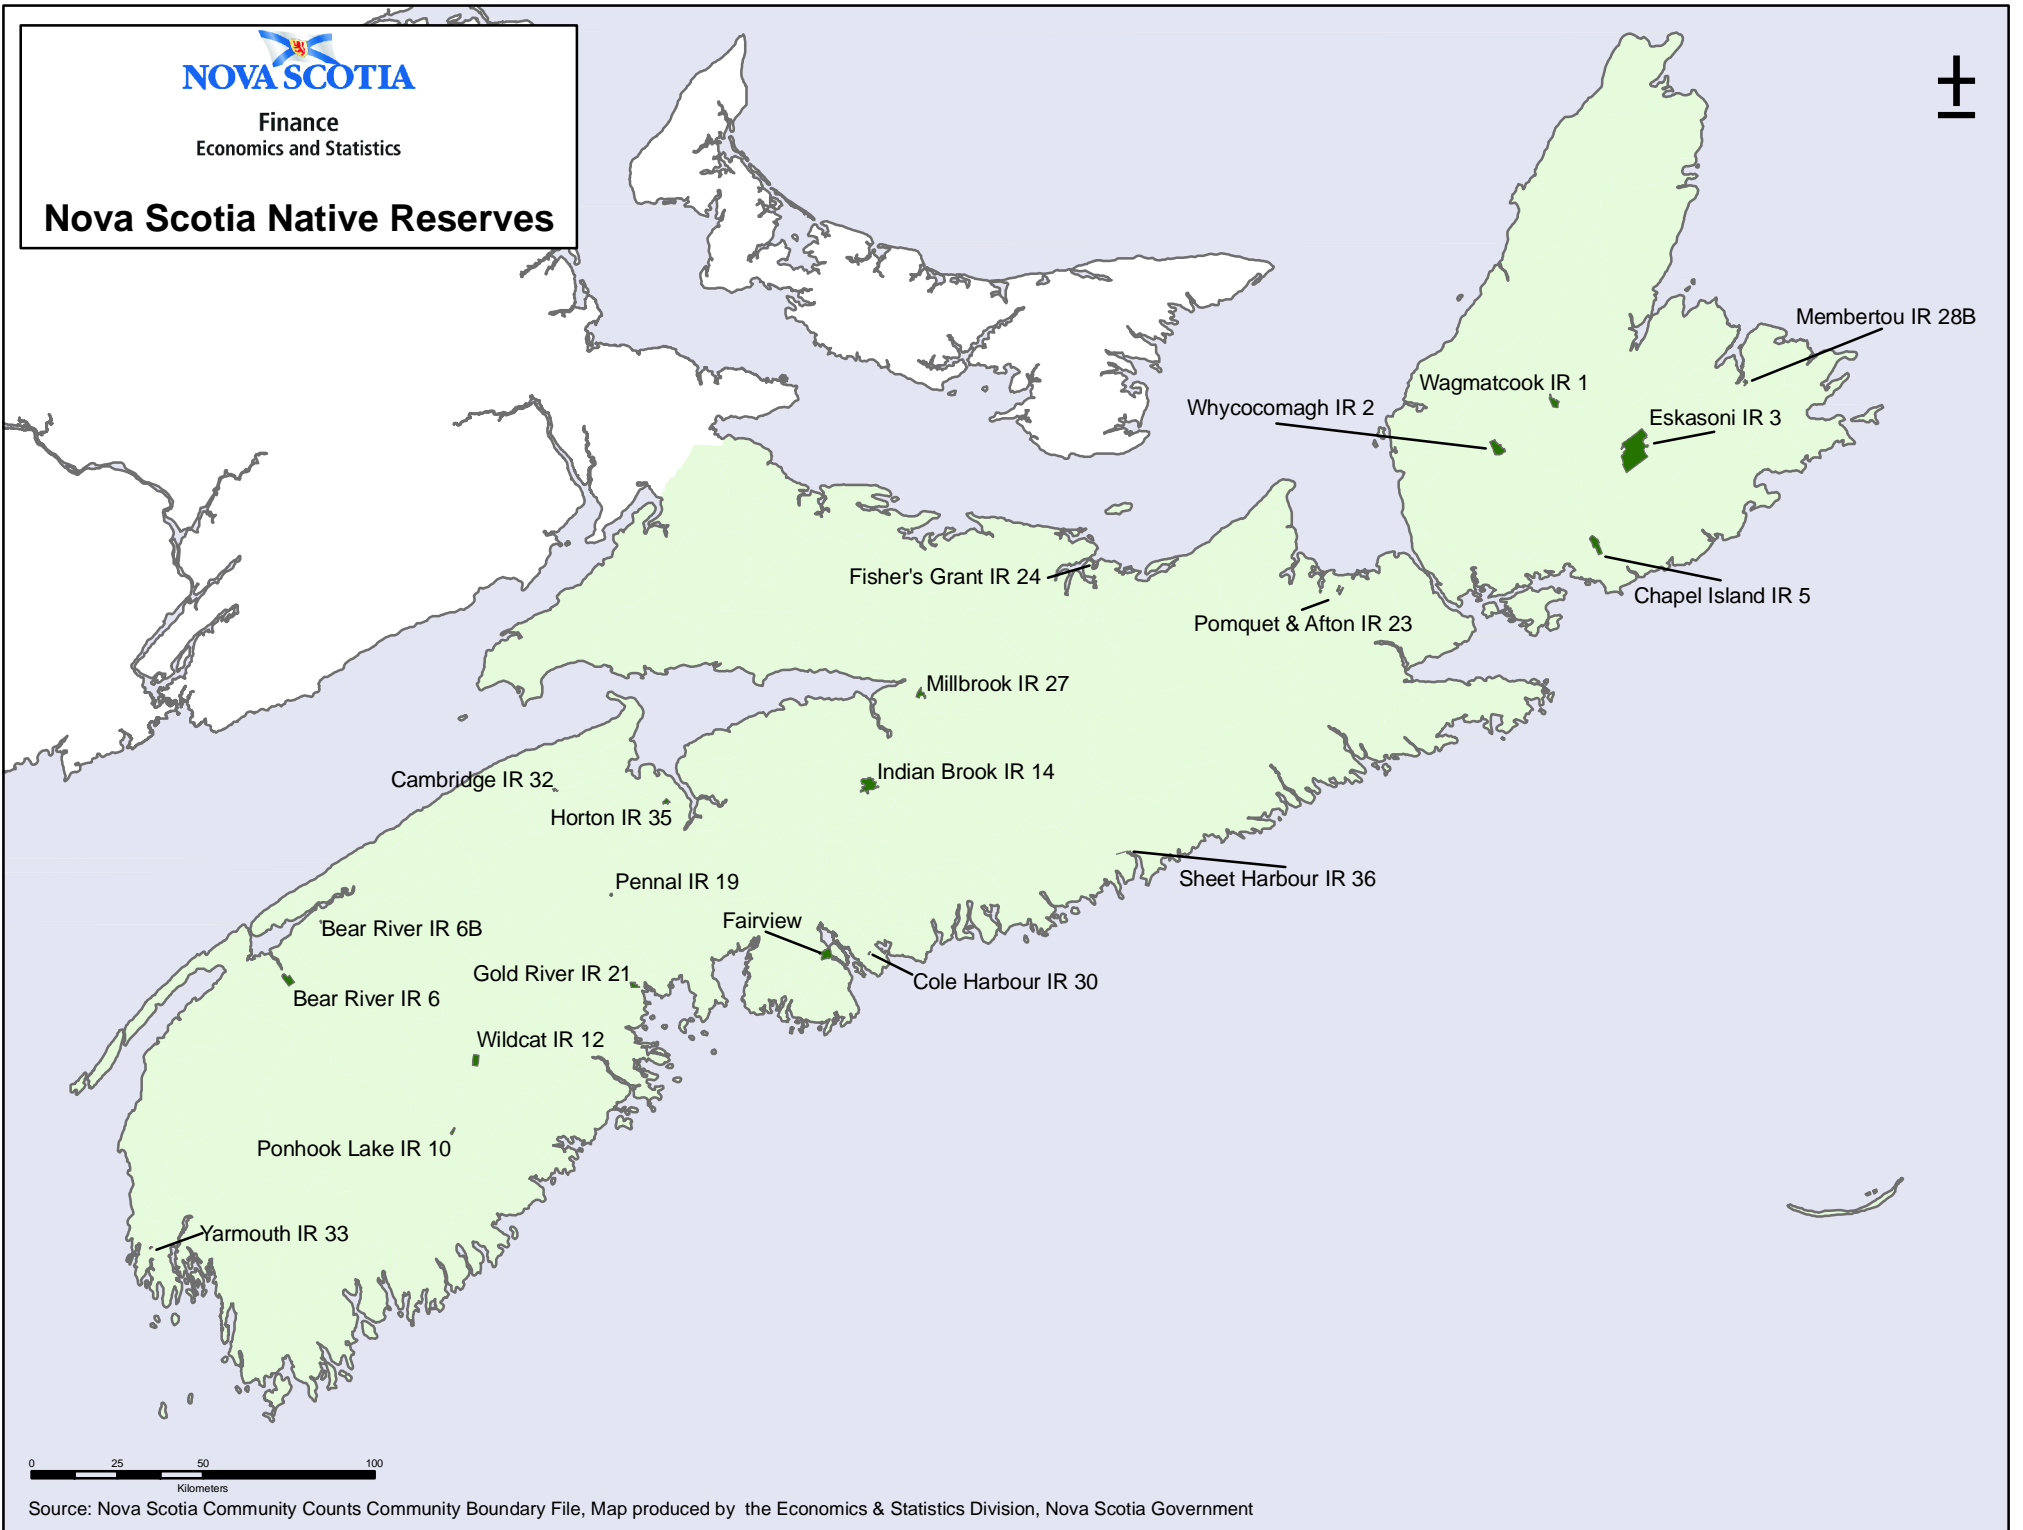 NOVA SCOTIA
Finance
Economics and Statistics
Nova Scotia Native Reserves
Membertou IR 28B
Wagmatcook IR 1
Whycocomagh IR 2
Eskasoni IR 3
Fisher's Grant IR 24
Chapel Island IR 5
Pomquet & Afton IR 23
Millbrook IR 27
Indian Brook IR 14
Cambridge IR 32
Horton IR 35
Sheet Harbour IR 36
Pennal IR 19
Fairview
Bear River IR 6B
Gold River IR 21
Cole Harbour IR 30
Bear River IR 6
Wildcat IR 12
Ponhook Lake IR 10
Yarmouth IR 33
0 25 50 100
Kilometers
Source: Nova Scotia Community Counts Community Boundary File, Map produced by the Economics & Statistics Division, Nova Scotia Government